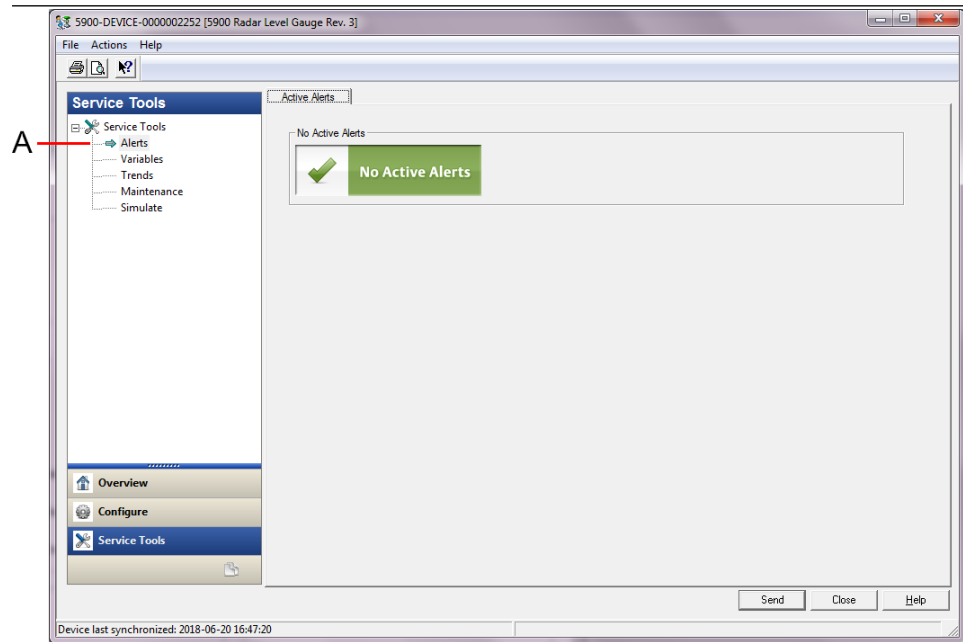 5900-DEVICE-0000002252 [5900 Radar Level Gauge Rev. 3]
File Actions Help
Service Tools
Active Alerts
Service Tools
A
Alerts
Variables
Trends
Maintenance
Simulate
No Active Alerts
No Active Alerts
Overview
Configure
Service Tools
Send Close Help
Device last synchronized: 2018-06-20 16:47:20